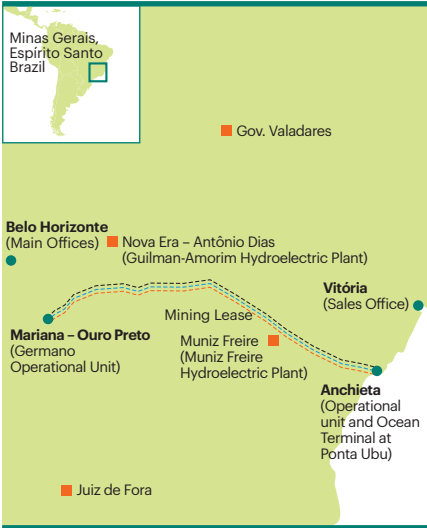 Minas Gerais,
Espírito Santo
Brazil
Gov. Valadares
Belo Horizonte
(Main Offices)
Nova Era – Antônio Dias
(Guilman-Amorim Hydroelectric Plant)
Vitória
(Sales Office)
Mining Lease
Mariana – Ouro Preto
(Germano
Operational Unit)
Muniz Freire
(Muniz Freire
Hydroelectric Plant)
Anchieta
(Operational
unit and Ocean
Terminal at
Ponta Ubu)
Juiz de Fora